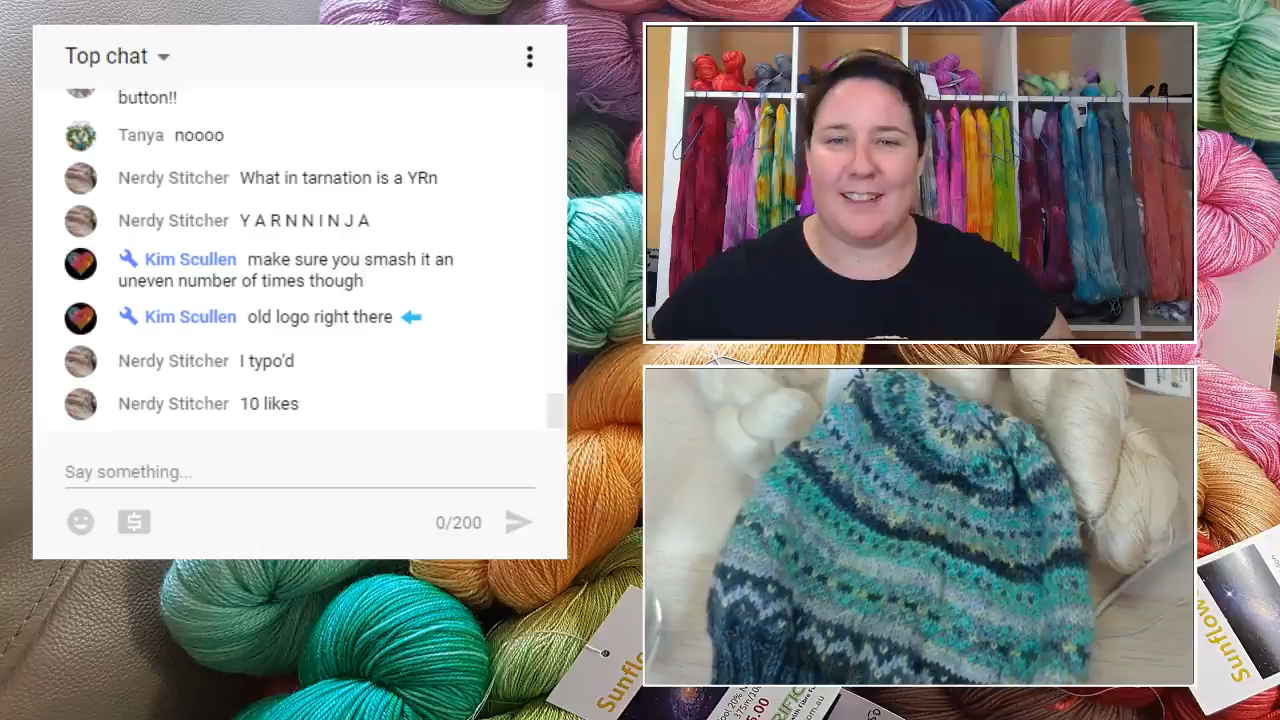 Top chat
button!!
Tanya noooo
Nerdy Stitcher What in tarnation is a YRn
Nerdy Stitcher Y A R N N I N J A
Kim Scullen make sure you smash it an
uneven number of times though
Kim Scullen old logo right there
Nerdy Stitcher I typo'd
Nerdy Stitcher 10 likes
Say something...
0/200